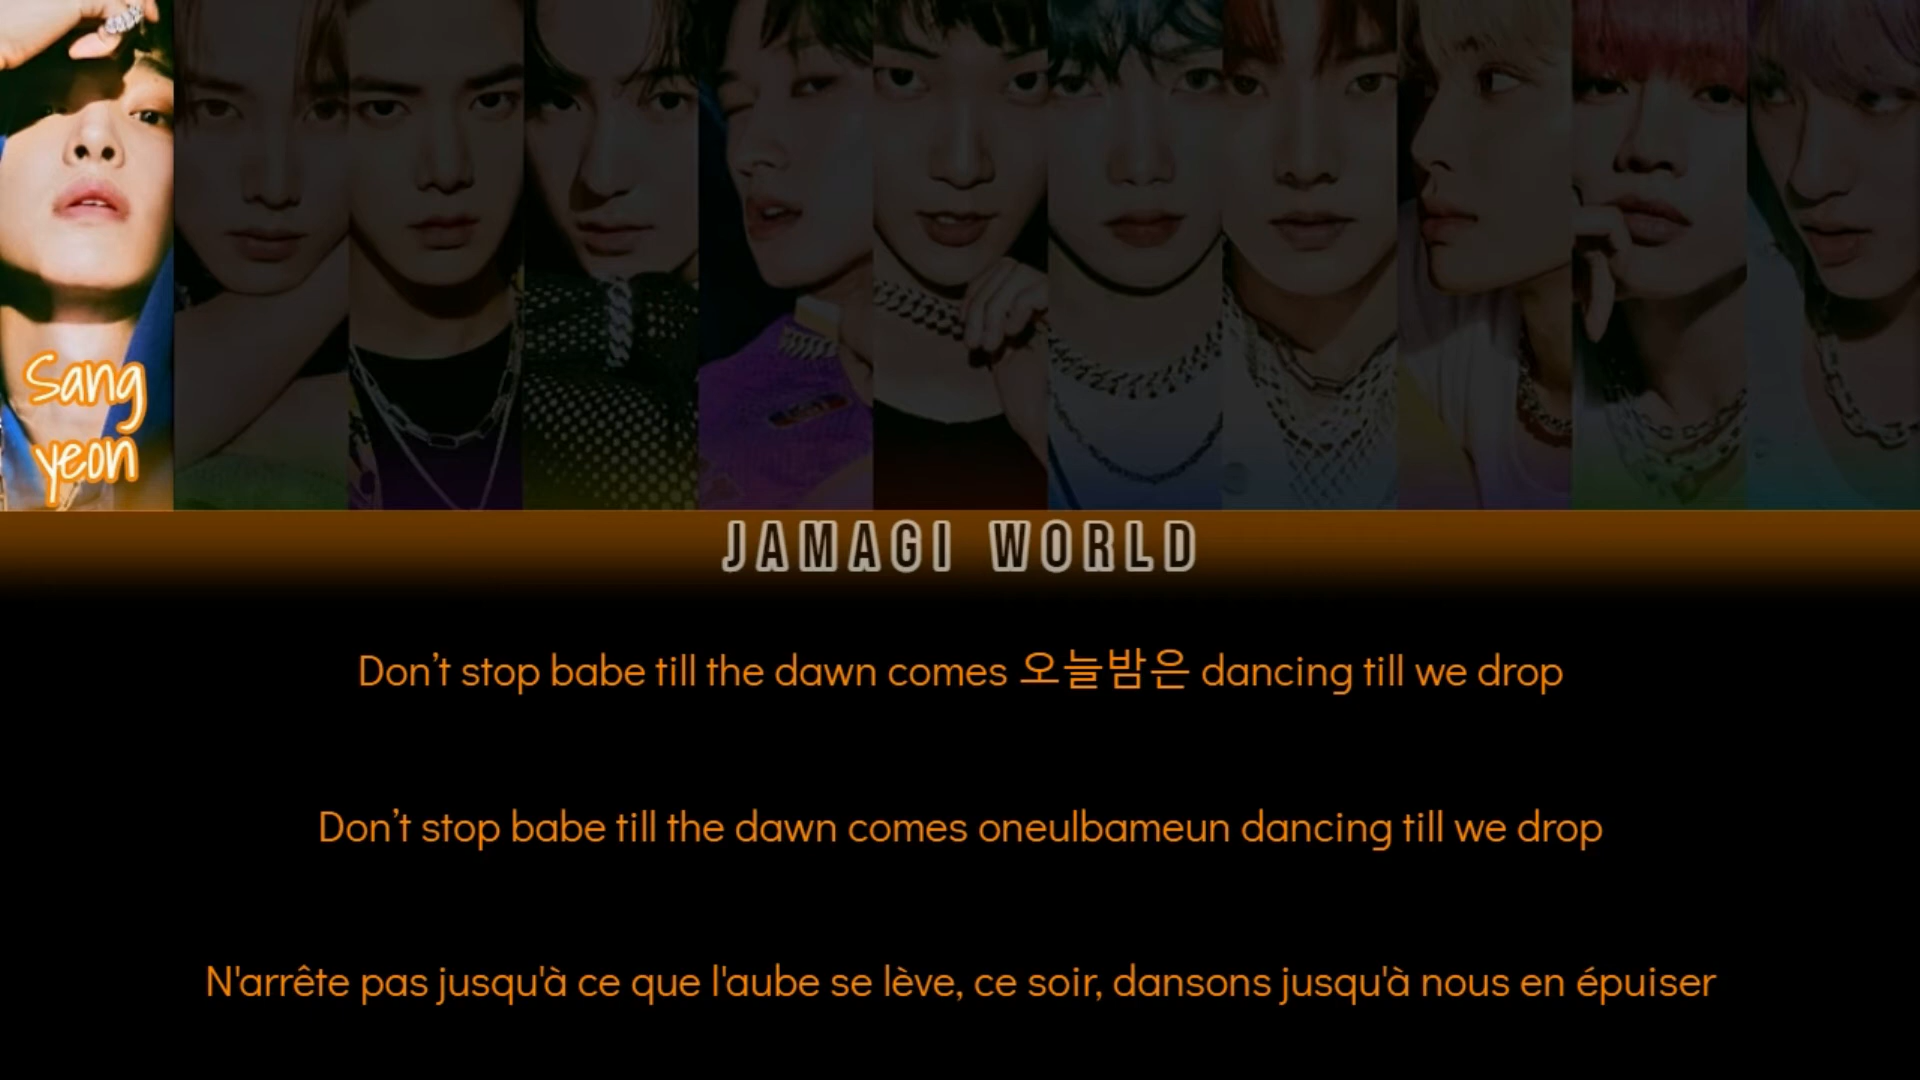 Sang
yeon
JAMAGI WORLD
Don’t stop babe till the dawn comes 오늘밤은 dancing till we drop
Don’t stop babe till the dawn comes oneulbameun dancing till we drop
N'arrête pas jusqu'à ce que l'aube se lève, ce soir, dansons jusqu'à nous en épuiser